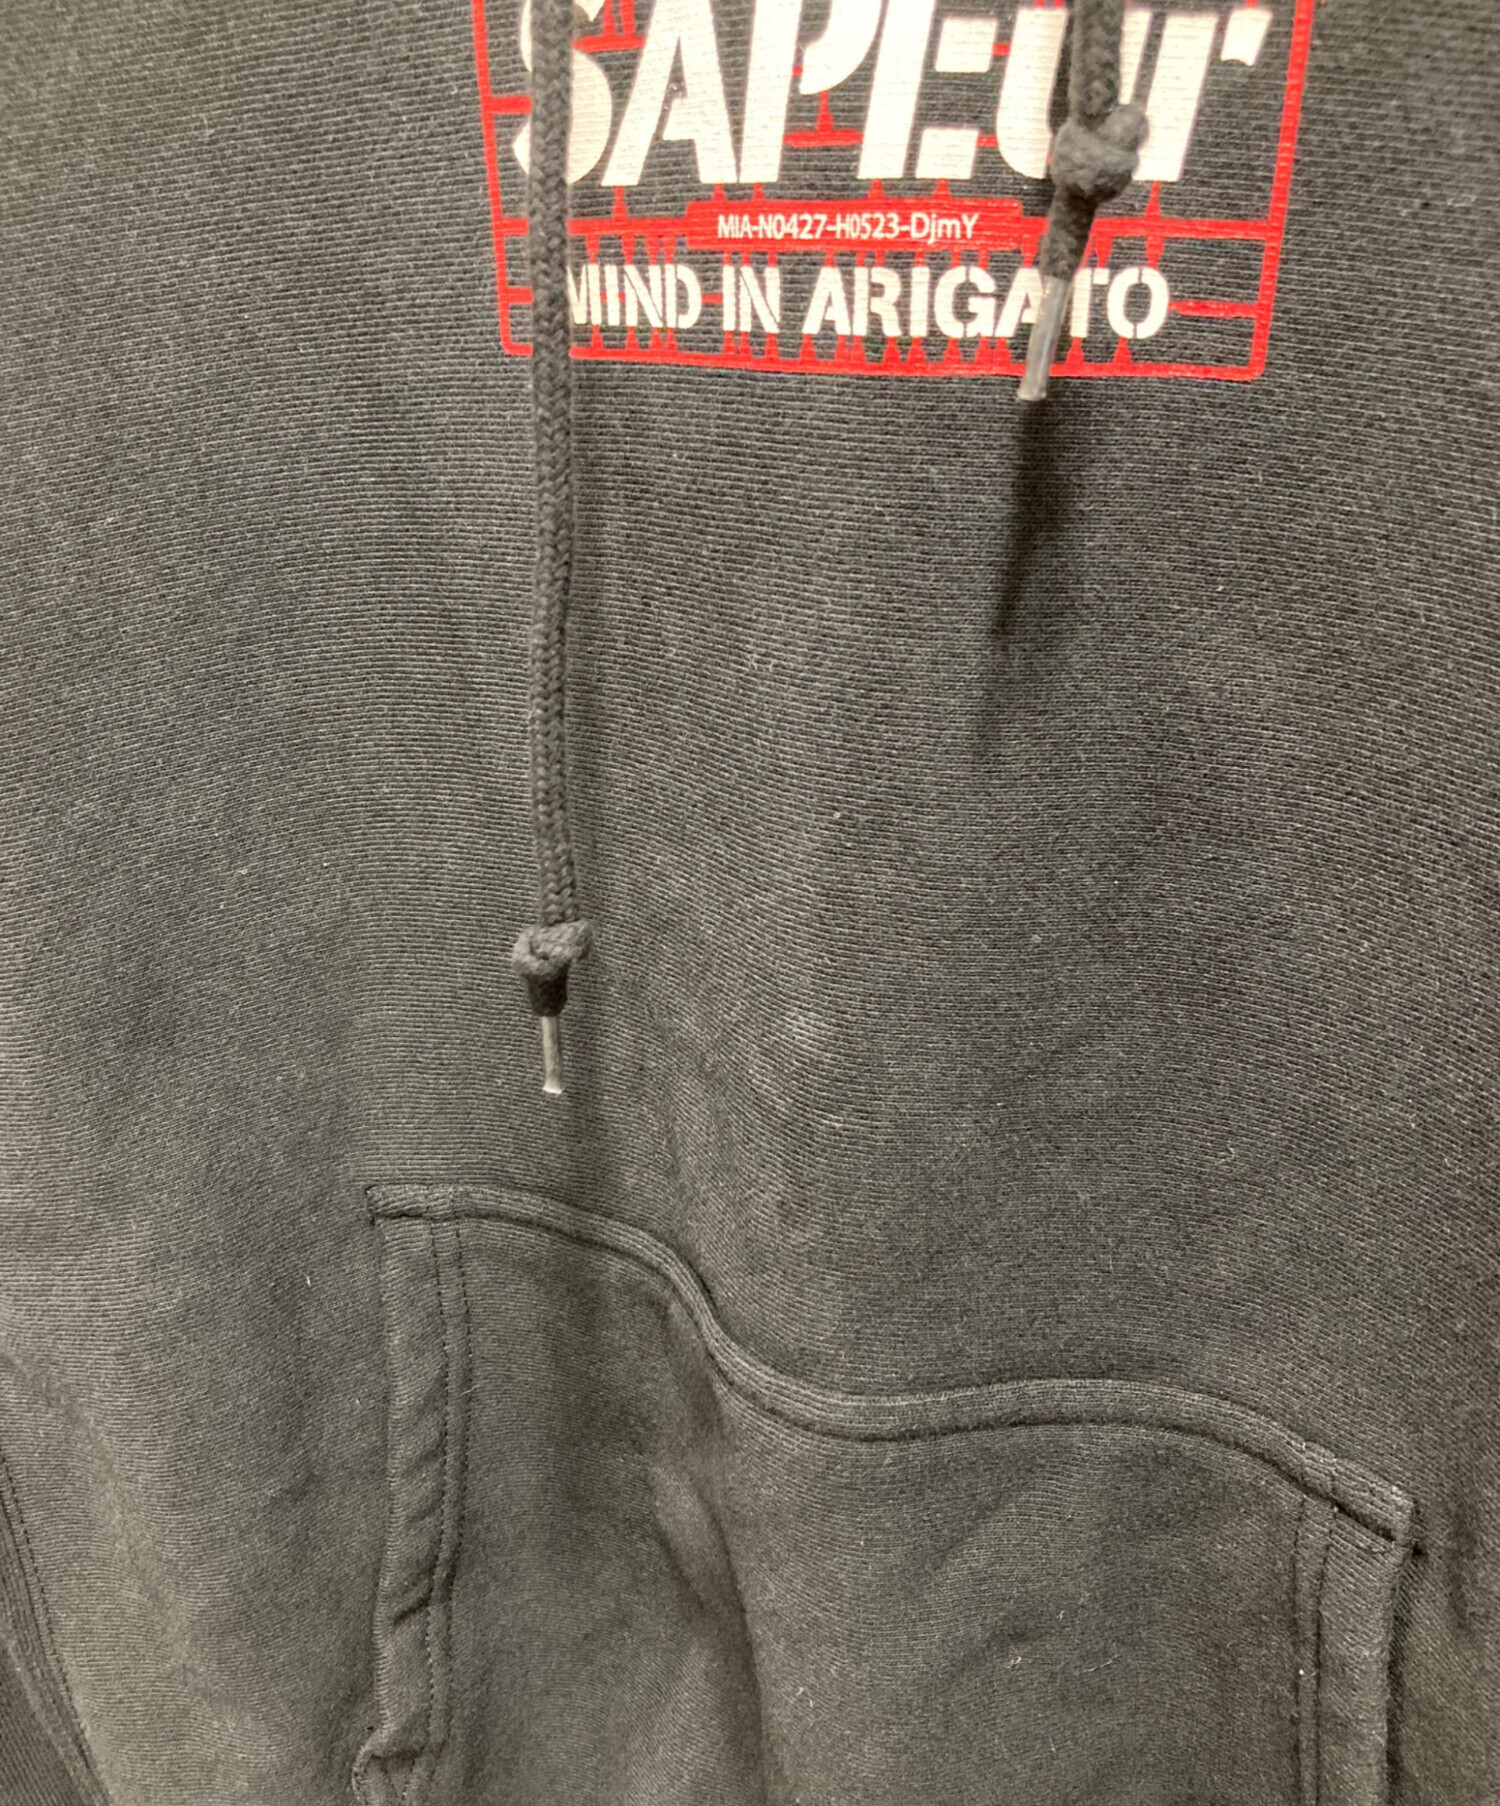 SAPEur
MIA-N0427-H0523-DjmY
MIND IN ARIGATO